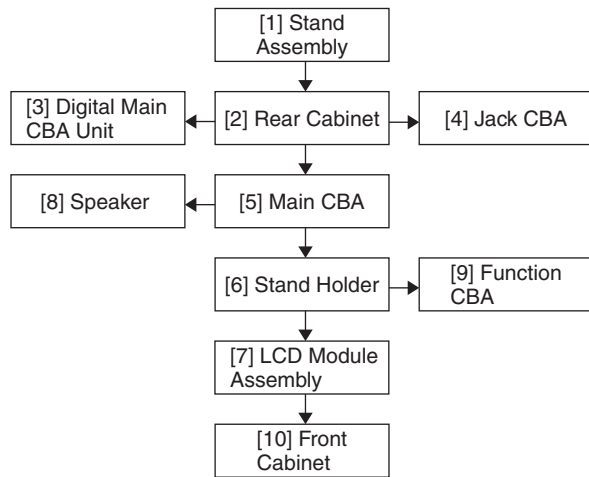 [1] Stand
Assembly
[3] Digital Main
CBA Unit
[2] Rear Cabinet
[4] Jack CBA
[8] Speaker
[5] Main CBA
[6] Stand Holder
[9] Function
CBA
[7] LCD Module
Assembly
[10] Front
Cabinet